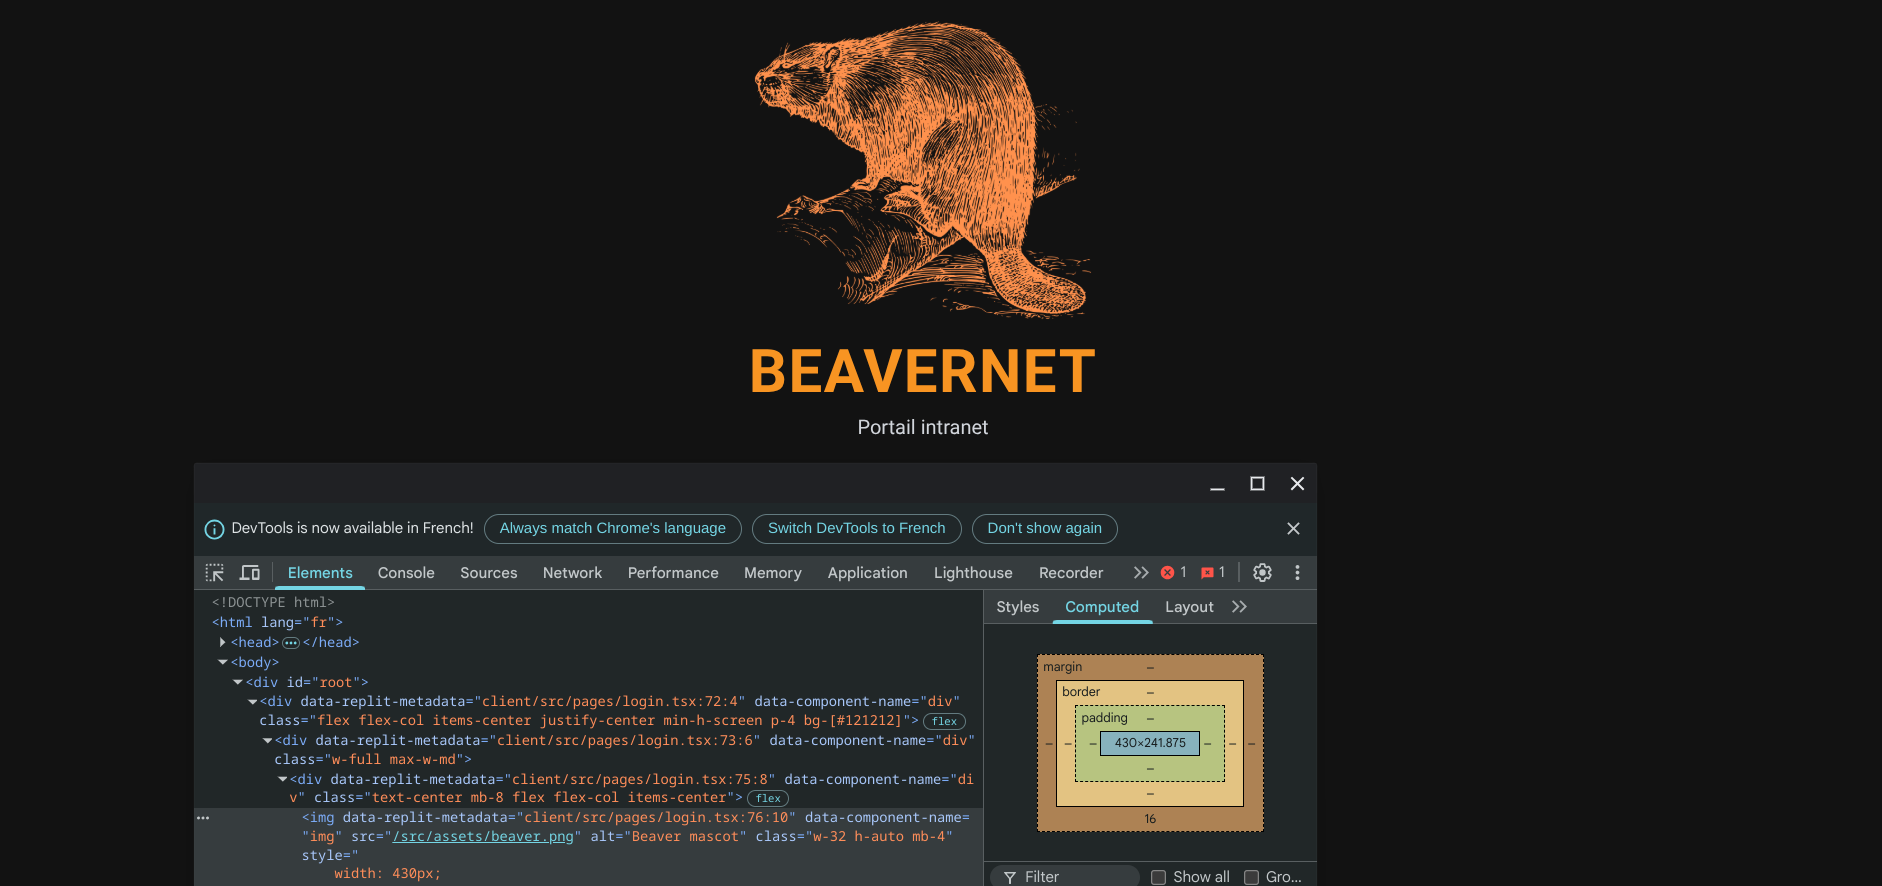 BEAVERNET
Portail intranet
DevTools is now available in French! Always match Chrome's language Switch DevTools to French Don't show again
Elements Console Sources Network Performance Memory Application Lighthouse Recorder 1 1
<!DOCTYPE html>
<html lang="fr">
<head> </head>
<body>
<div id="root">
<div data-replit-metadata="client/src/pages/login.tsx:72:4" data-component-name="div"
class="flex flex-col items-center justify-center min-h-screen p-4 bg-[#121212]"> flex
<div data-replit-metadata="client/src/pages/login.tsx:73:6" data-component-name="div"
class="w-full max-w-md">
<div data-replit-metadata="client/src/pages/login.tsx:75:8" data-component-name="di
v" class="text-center mb-8 flex flex-col items-center"> flex
<img data-replit-metadata="client/src/pages/login.tsx:76:10" data-component-name=
"img" src="/src/assets/beaver.png" alt="Beaver mascot" class="w-32 h-auto mb-4"
style="
width: 430px;
Styles Computed Layout
margin –
border –
padding –
– – – 430×241.875 – – –
–
–
16
Filter Show all Gro...